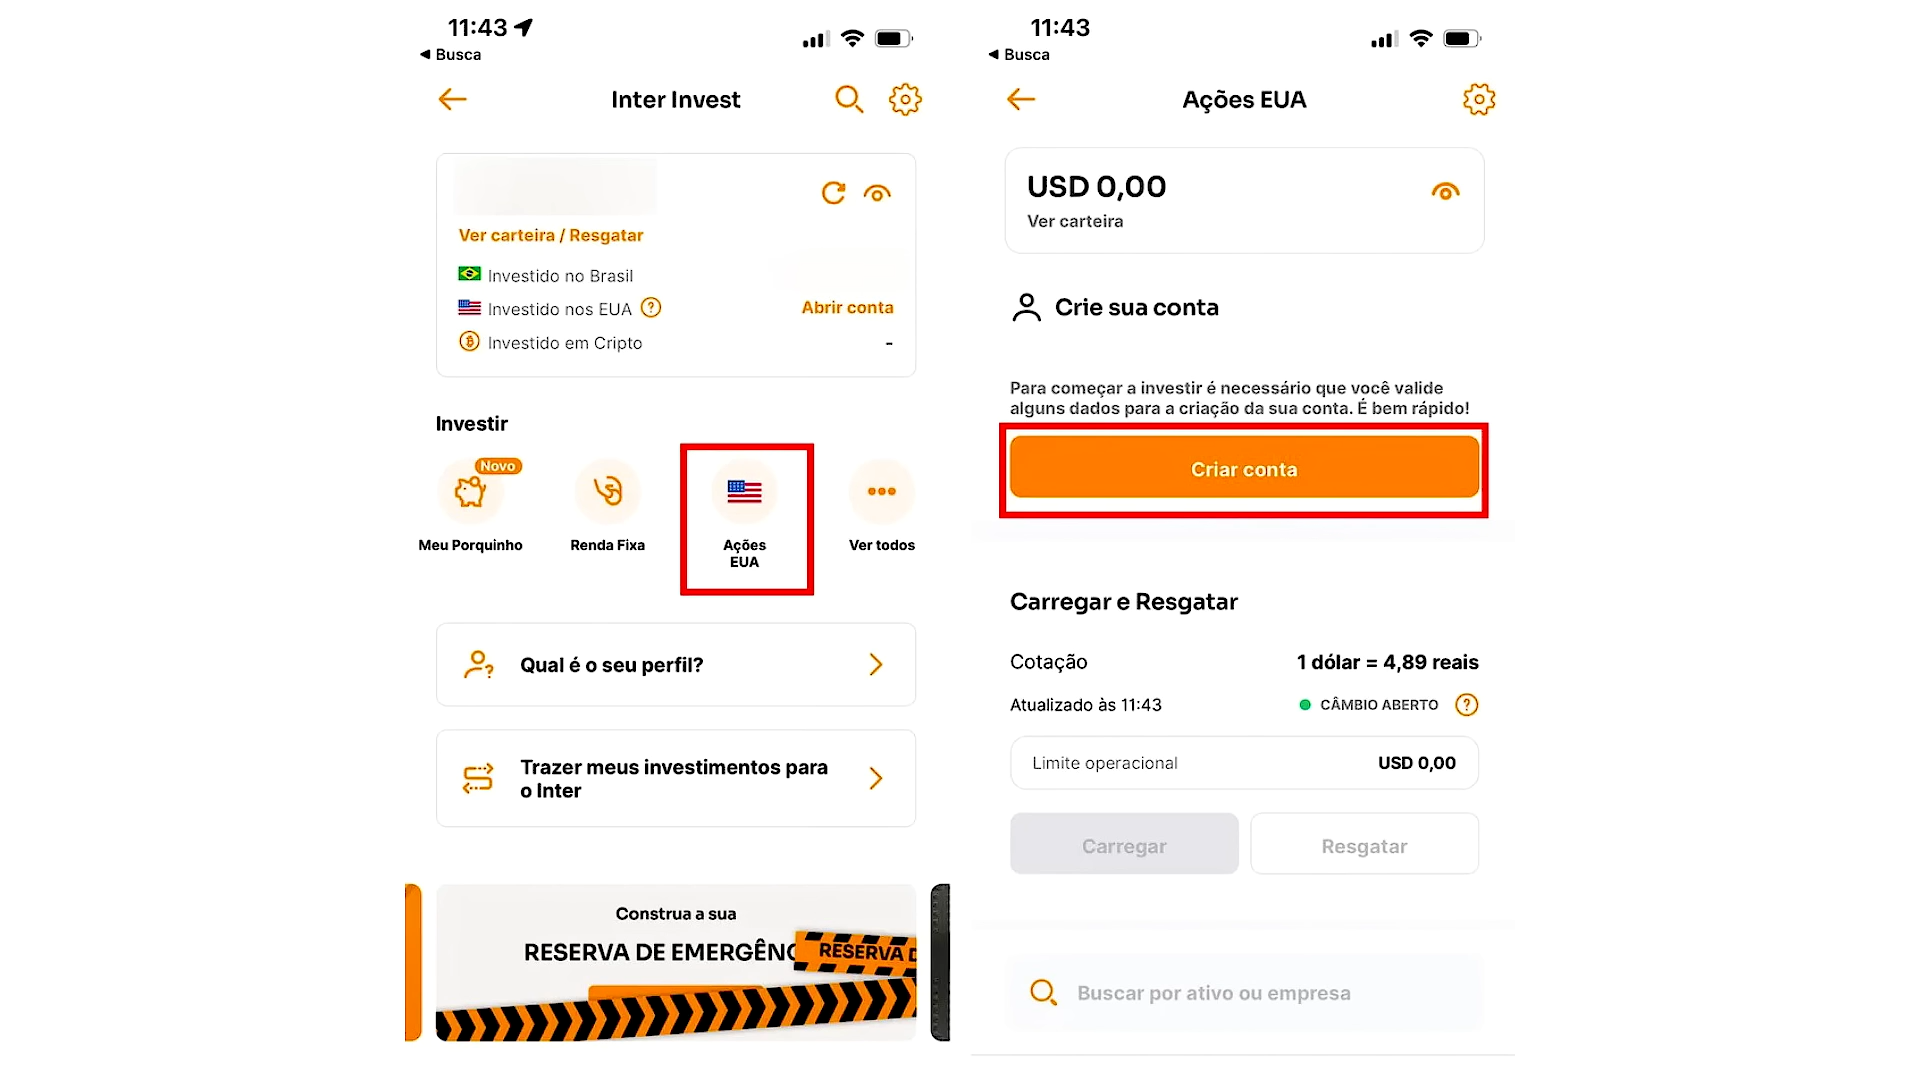 11:43
Busca
Inter Invest
Ver carteira / Resgatar
Investido no Brasil
Investido nos EUA ?
Abrir conta
Investido em Cripto
-
Investir
Novo
Meu Porquinho
Renda Fixa
Ações
EUA
Ver todos
Qual é o seu perfil?
Trazer meus investimentos para
o Inter
Construa a sua
RESERVA DE EMERGÊNC
RESERVA D
11:43
Busca
Ações EUA
USD 0,00
Ver carteira
Crie sua conta
Para começar a investir é necessário que você valide
alguns dados para a criação da sua conta. É bem rápido!
Criar conta
Carregar e Resgatar
Cotação
1 dólar = 4,89 reais
Atualizado às 11:43
CÂMBIO ABERTO ?
Limite operacional
USD 0,00
Carregar
Resgatar
Buscar por ativo ou empresa